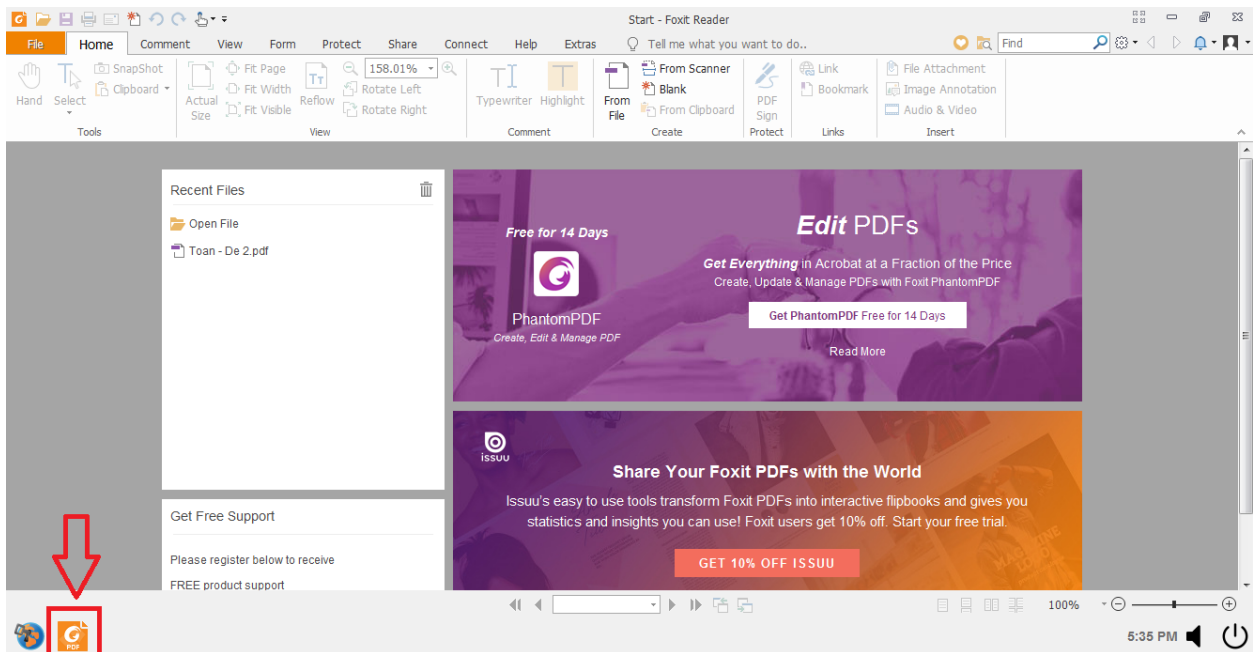 Start - Foxit Reader
File Home Comment View Form Protect Share Connect Help Extras Tell me what you want to do.. Find
Hand
Select
SnapShot
Clipboard
Tools
Actual
Size
Fit Page
Fit Width
Fit Visible
Reflow
158.01%
Rotate Left
Rotate Right
View
Typewriter
Highlight
Comment
From
File
From Scanner
Blank
From Clipboard
Create
PDF
Sign
Protect
Link
Bookmark
Links
File Attachment
Image Annotation
Audio & Video
Insert
Recent Files
Open File
Toan - De 2.pdf
Free for 14 Days
PhantomPDF
Create, Edit & Manage PDF
Edit PDFs
Get Everything in Acrobat at a Fraction of the Price
Create, Update & Manage PDFs with Foxit PhantomPDF
Get PhantomPDF Free for 14 Days
Read More
issuu
Share Your Foxit PDFs with the World
Issuu's easy to use tools transform Foxit PDFs into interactive flipbooks and gives you
statistics and insights you can use! Foxit users get 10% off. Start your free trial.
GET 10% OFF ISSUU
Get Free Support
Please register below to receive
FREE product support
100%
PDF
5:35 PM